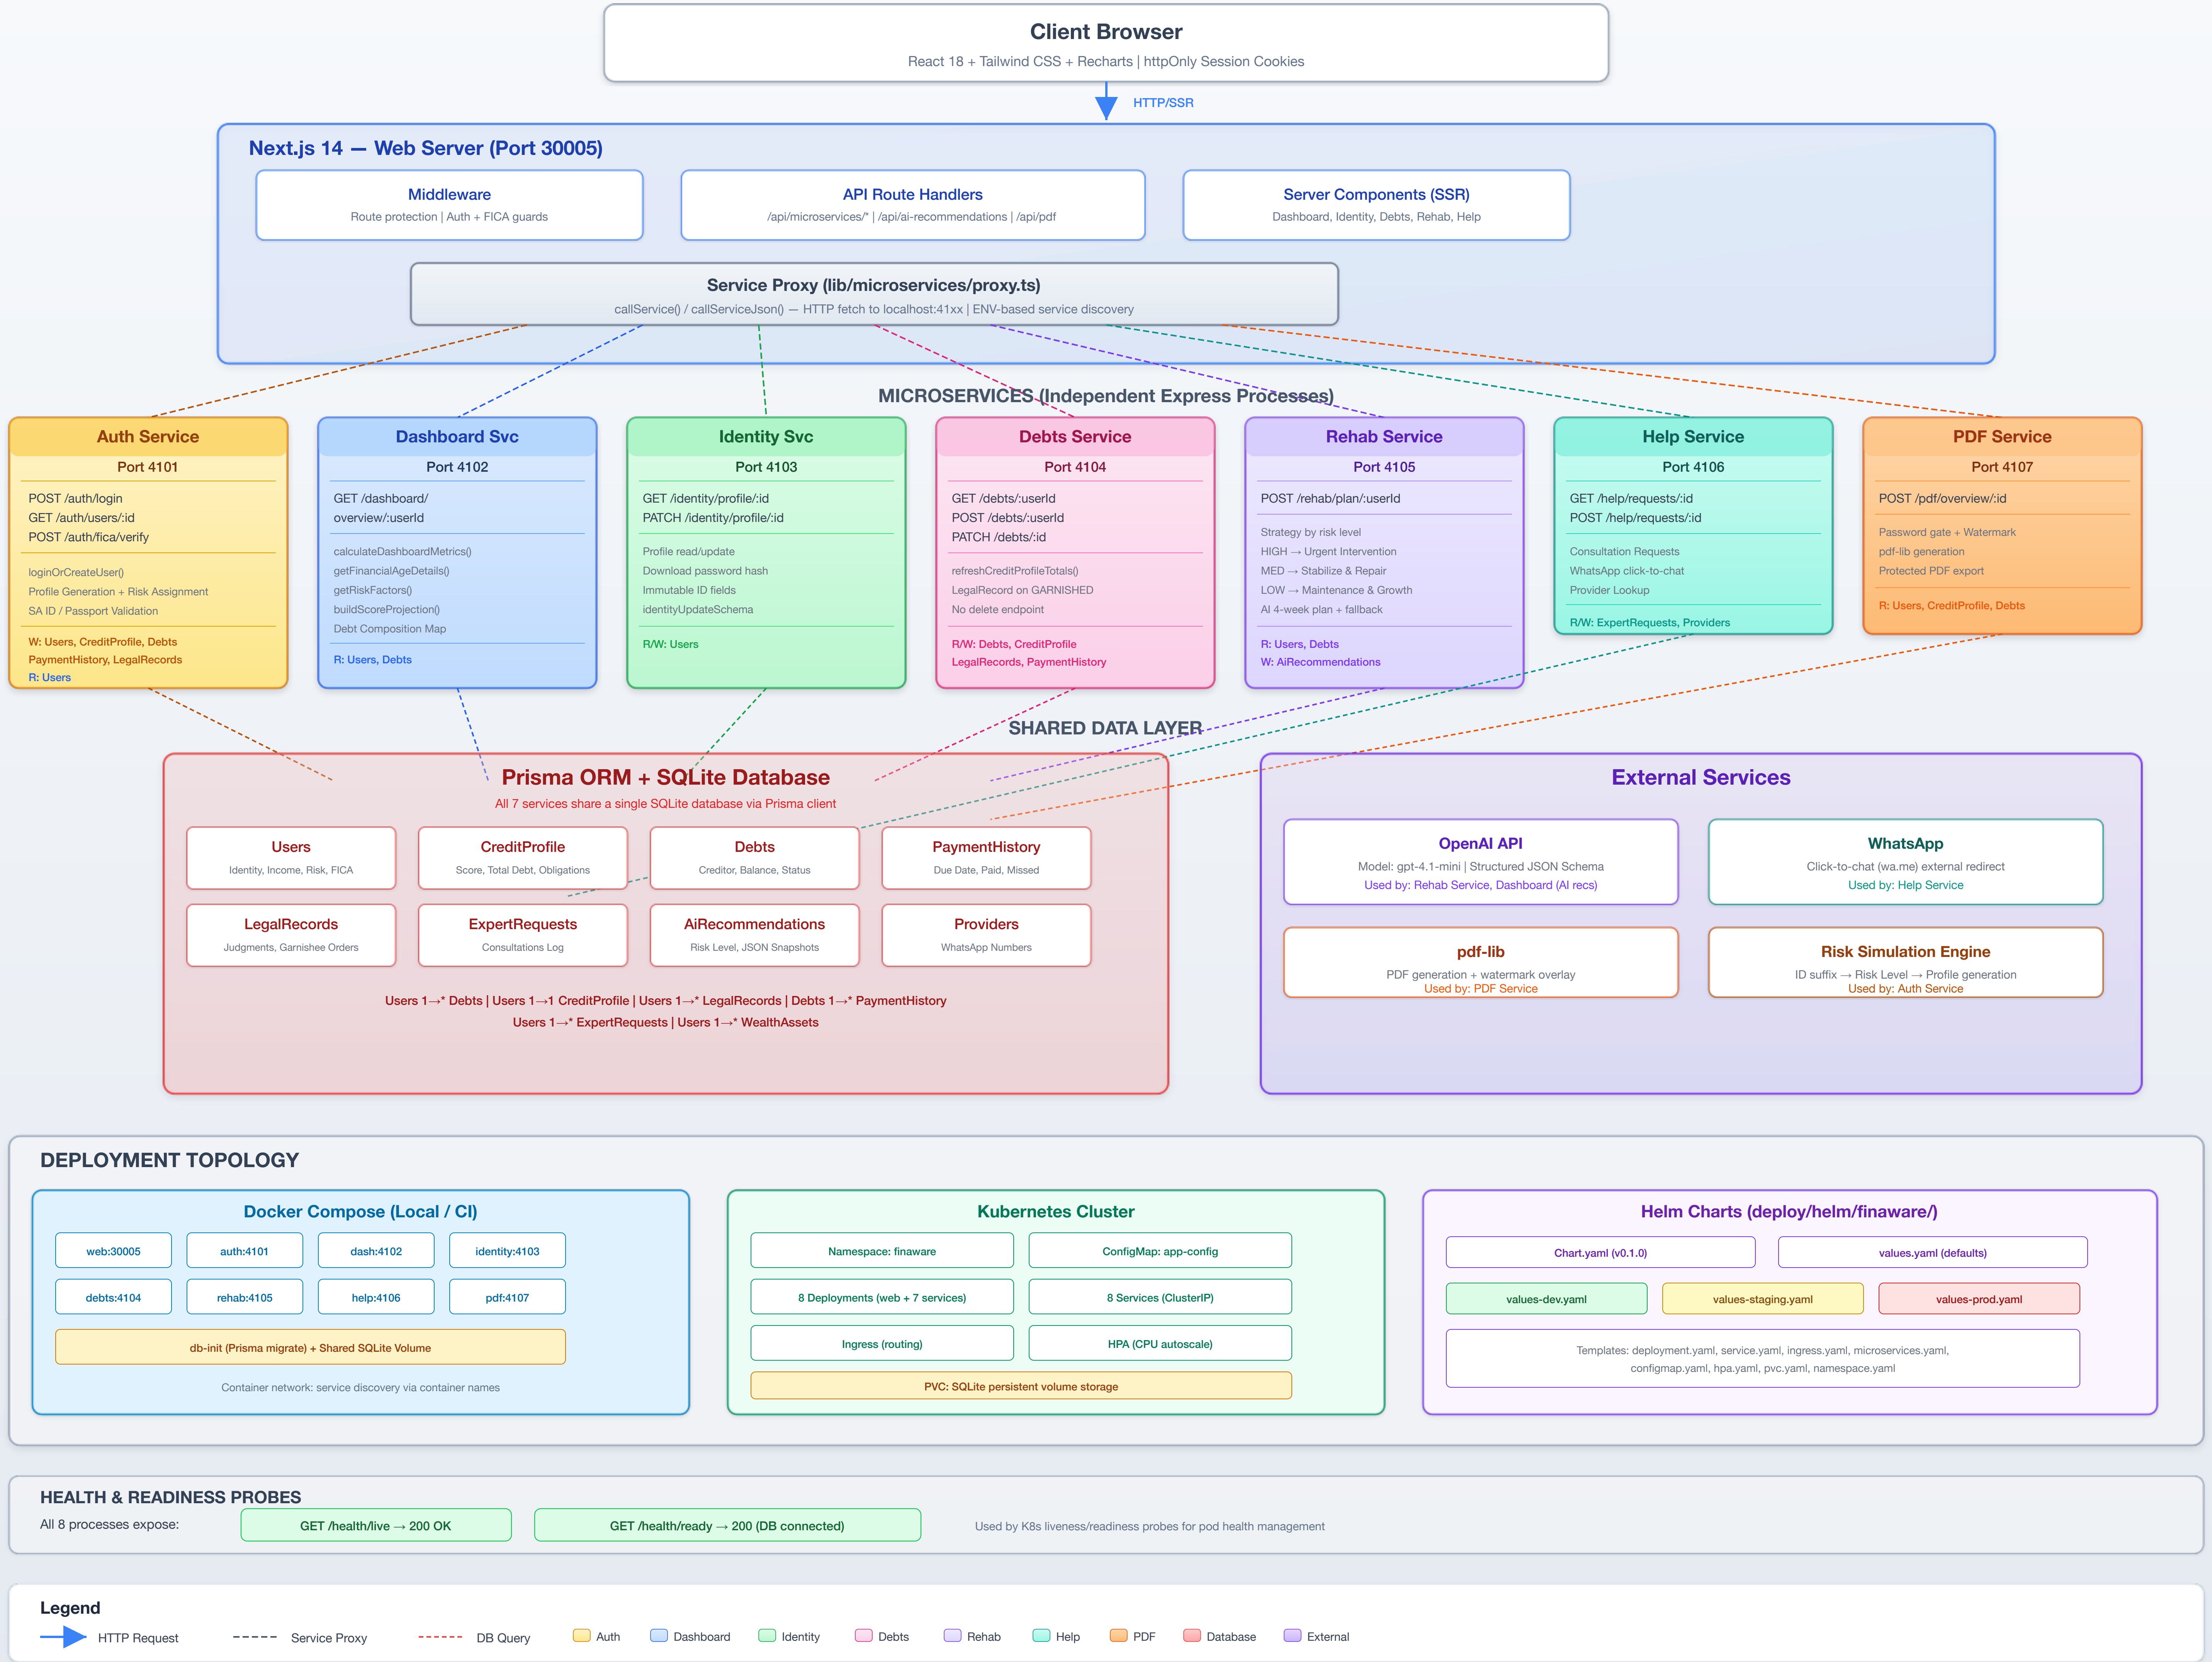 Client Browser
React 18 + Tailwind CSS + Recharts | httpOnly Session Cookies
HTTP/SSR
Next.js 14 — Web Server (Port 30005)
Middleware
Route protection | Auth + FICA guards
API Route Handlers
/api/microservices/* | /api/ai-recommendations | /api/pdf
Server Components (SSR)
Dashboard, Identity, Debts, Rehab, Help
Service Proxy (lib/microservices/proxy.ts)
callService() / callServiceJson() — HTTP fetch to localhost:41xx | ENV-based service discovery
MICROSERVICES (Independent Express Processes)
Auth Service
Port 4101
POST /auth/login
GET /auth/users/:id
POST /auth/fica/verify
loginOrCreateUser()
Profile Generation + Risk Assignment
SA ID / Passport Validation
W: Users, CreditProfile, Debts
PaymentHistory, LegalRecords
R: Users
Dashboard Svc
Port 4102
GET /dashboard/
overview/:userId
calculateDashboardMetrics()
getFinancialAgeDetails()
getRiskFactors()
buildScoreProjection()
Debt Composition Map
R: Users, Debts
Identity Svc
Port 4103
GET /identity/profile/:id
PATCH /identity/profile/:id
Profile read/update
Download password hash
Immutable ID fields
identityUpdateSchema
R/W: Users
Debts Service
Port 4104
GET /debts/:userId
POST /debts/:userId
PATCH /debts/:id
refreshCreditProfileTotals()
LegalRecord on GARNISHED
No delete endpoint
R/W: Debts, CreditProfile
LegalRecords, PaymentHistory
Rehab Service
Port 4105
POST /rehab/plan/:userId
Strategy by risk level
HIGH → Urgent Intervention
MED → Stabilize & Repair
LOW → Maintenance & Growth
AI 4-week plan + fallback
R: Users, Debts
W: AiRecommendations
Help Service
Port 4106
GET /help/requests/:id
POST /help/requests/:id
Consultation Requests
WhatsApp click-to-chat
Provider Lookup
R/W: ExpertRequests, Providers
PDF Service
Port 4107
POST /pdf/overview/:id
Password gate + Watermark
pdf-lib generation
Protected PDF export
R: Users, CreditProfile, Debts
SHARED DATA LAYER
Prisma ORM + SQLite Database
All 7 services share a single SQLite database via Prisma client
Users
Identity, Income, Risk, FICA
CreditProfile
Score, Total Debt, Obligations
Debts
Creditor, Balance, Status
PaymentHistory
Due Date, Paid, Missed
LegalRecords
Judgments, Garnishee Orders
ExpertRequests
Consultations Log
AiRecommendations
Risk Level, JSON Snapshots
Providers
WhatsApp Numbers
Users 1→* Debts | Users 1→1 CreditProfile | Users 1→* LegalRecords | Debts 1→* PaymentHistory
Users 1→* ExpertRequests | Users 1→* WealthAssets
External Services
OpenAI API
Model: gpt-4.1-mini | Structured JSON Schema
Used by: Rehab Service, Dashboard (AI recs)
WhatsApp
Click-to-chat (wa.me) external redirect
Used by: Help Service
pdf-lib
PDF generation + watermark overlay
Used by: PDF Service
Risk Simulation Engine
ID suffix → Risk Level → Profile generation
Used by: Auth Service
DEPLOYMENT TOPOLOGY
Docker Compose (Local / CI)
web:30005
auth:4101
dash:4102
identity:4103
debts:4104
rehab:4105
help:4106
pdf:4107
db-init (Prisma migrate) + Shared SQLite Volume
Container network: service discovery via container names
Kubernetes Cluster
Namespace: finaware
ConfigMap: app-config
8 Deployments (web + 7 services)
8 Services (ClusterIP)
Ingress (routing)
HPA (CPU autoscale)
PVC: SQLite persistent volume storage
Helm Charts (deploy/helm/finaware/)
Chart.yaml (v0.1.0)
values.yaml (defaults)
values-dev.yaml
values-staging.yaml
values-prod.yaml
Templates: deployment.yaml, service.yaml, ingress.yaml, microservices.yaml,
configmap.yaml, hpa.yaml, pvc.yaml, namespace.yaml
HEALTH & READINESS PROBES
All 8 processes expose:
GET /health/live → 200 OK
GET /health/ready → 200 (DB connected)
Used by K8s liveness/readiness probes for pod health management
Legend
HTTP Request
Service Proxy
DB Query
Auth
Dashboard
Identity
Debts
Rehab
Help
PDF
Database
External